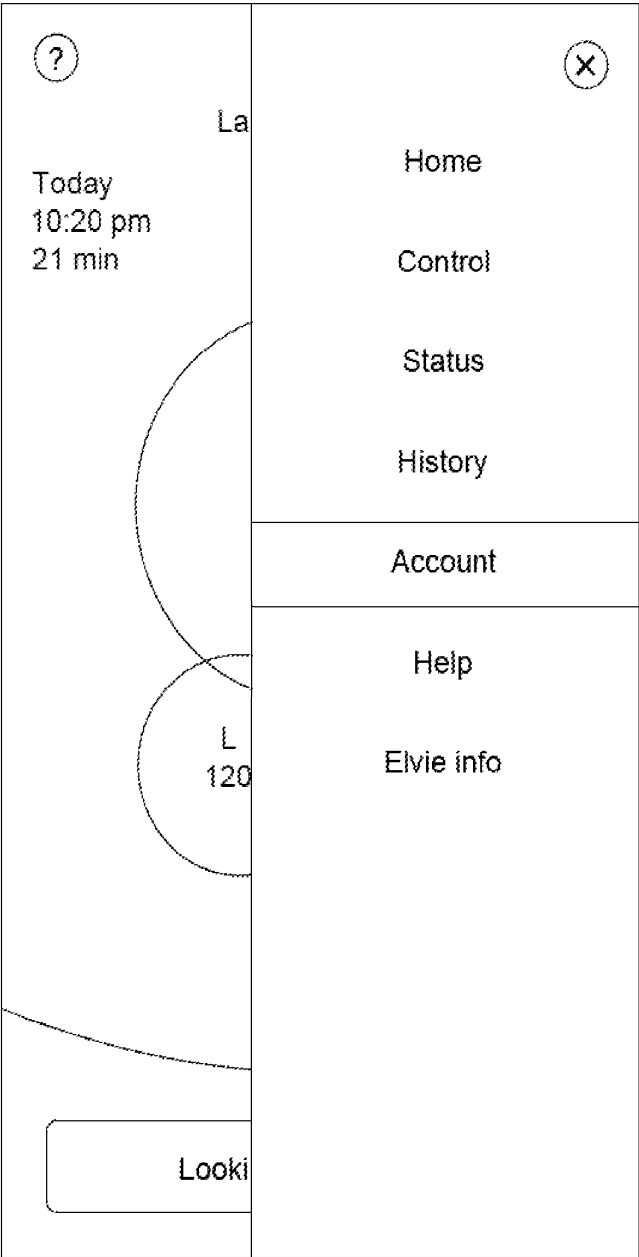 ?
La
Today
10:20 pm
21 min
L
120
Looki
X
Home
Control
Status
History
Account
Help
Elvie info